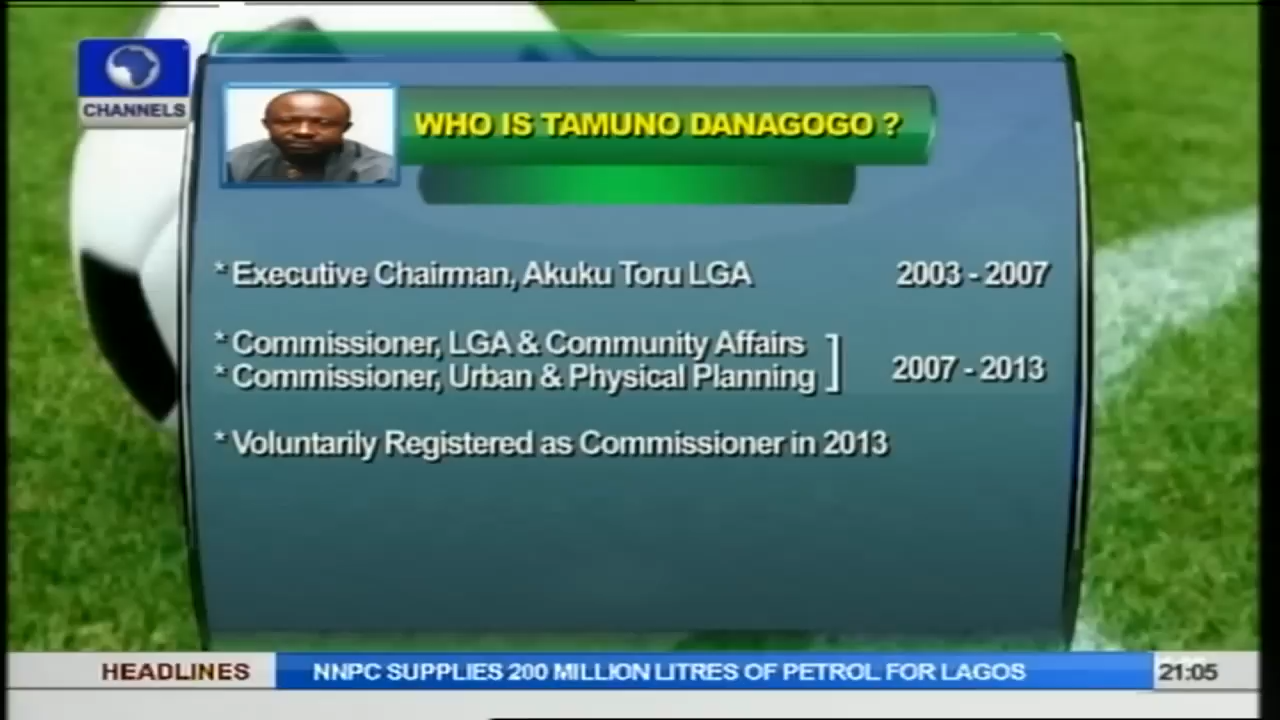 CHANNELS
WHO IS TAMUNO DANAGOGO ?
* Executive Chairman, Akuku Toru LGA 2003 - 2007
* Commissioner, LGA & Community Affairs
* Commissioner, Urban & Physical Planning ] 2007 - 2013
* Voluntarily Registered as Commissioner in 2013
HEADLINES NNPC SUPPLIES 200 MILLION LITRES OF PETROL FOR LAGOS 21:05